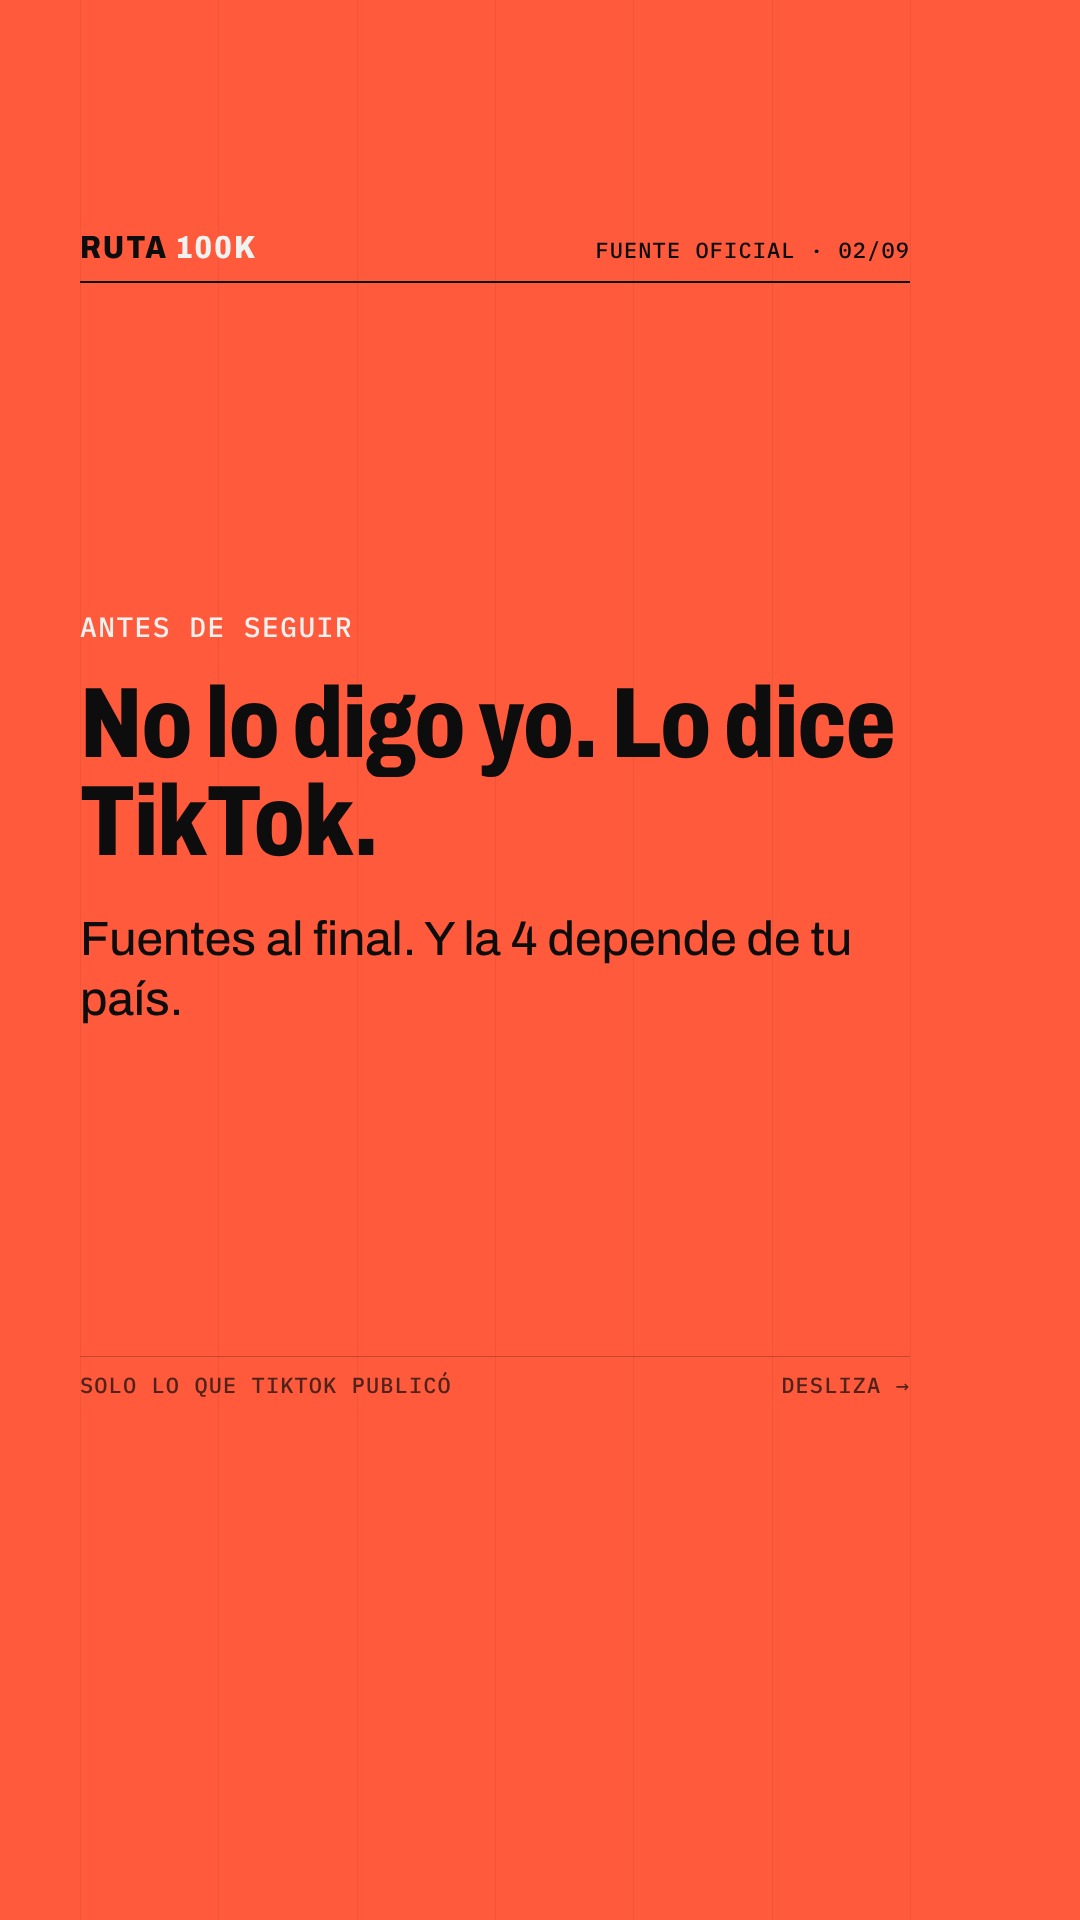 RUTA 100K
FUENTE OFICIAL · 02/09
ANTES DE SEGUIR
No lo digo yo. Lo dice
TikTok.
Fuentes al final. Y la 4 depende de tu
país.
SOLO LO QUE TIKTOK PUBLICÓ
DESLIZA →